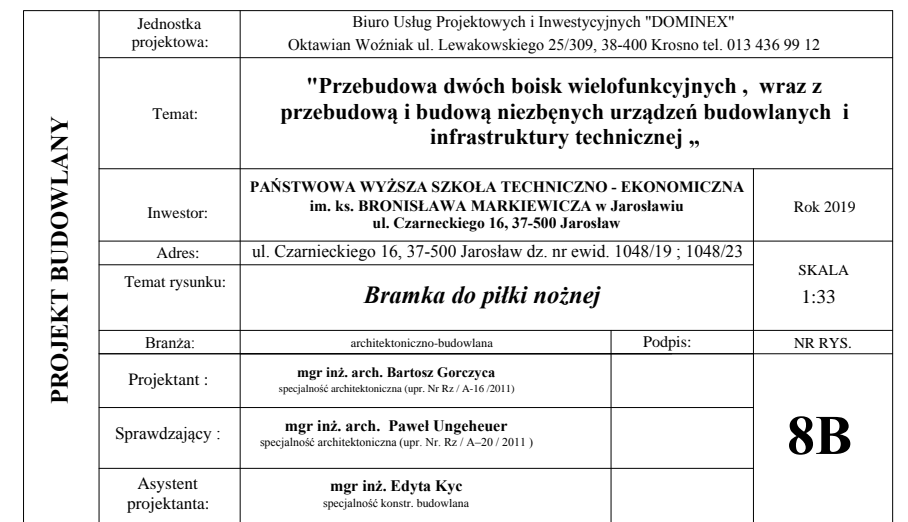 PROJEKT BUDOWLANY
Jednostka
projektowa:
Biuro Usług Projektowych i Inwestycyjnych "DOMINEX"
Oktawian Woźniak ul. Lewakowskiego 25/309, 38-400 Krosno tel. 013 436 99 12
Temat:
"Przebudowa dwóch boisk wielofunkcyjnych , wraz z
przebudową i budową niezbęnych urządzeń budowlanych i
infrastruktury technicznej „
Inwestor:
PAŃSTWOWA WYŻSZA SZKOŁA TECHNICZNO - EKONOMICZNA
im. ks. BRONISŁAWA MARKIEWICZA w Jarosławiu
ul. Czarneckiego 16, 37-500 Jarosław
Rok 2019
Adres:
ul. Czarnieckiego 16, 37-500 Jarosław dz. nr ewid. 1048/19 ; 1048/23
Temat rysunku:
Bramka do piłki nożnej
SKALA
1:33
Branża:
architektoniczno-budowlana
Podpis:
NR RYS.
Projektant :
mgr inż. arch. Bartosz Gorczyca
specjalność architektoniczna (upr. Nr Rz / A-16 /2011)
8B
Sprawdzający :
mgr inż. arch. Paweł Ungeheuer
specjalność architektoniczna (upr. Nr. Rz / A–20 / 2011 )
Asystent
projektanta:
mgr inż. Edyta Kyc
specjalność konstr. budowlana